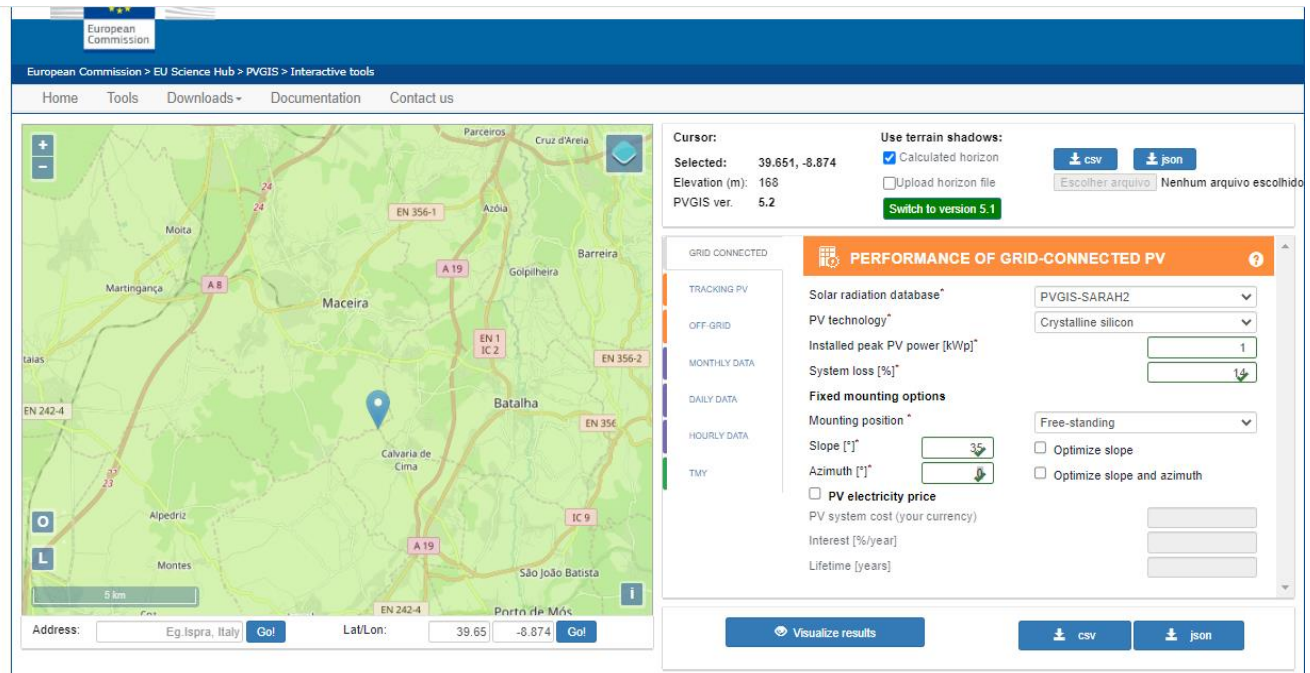 European
Commission
European Commission > EU Science Hub > PVGIS > Interactive tools
Home Tools Downloads Documentation Contact us
+
-
Parceiros
Cruz d'Areia
24
24
EN 356-1
Azóia
Moita
Barreira
A 8
A 19
Golpilheira
Martingança
Maceira
EN 1
IC 2
EN 356-2
EN 242-4
Batalha
EN 356
Calvaria de
Cima
23
O
Alpedriz
IC 9
A 19
L
Montes
São João Batista
5 km
i
EN 242-4
Porto de Mós
Address: Eg.Ispra, Italy Go! Lat/Lon: 39.65 -8.874 Go!
Cursor: Use terrain shadows:
Selected: 39.651, -8.874 Calculated horizon csv json
Elevation (m): 168 Upload horizon file Escolher arquivo Nenhum arquivo escolhido
PVGIS ver. 5.2 Switch to version 5.1
GRID CONNECTED
TRACKING PV
OFF-GRID
MONTHLY DATA
DAILY DATA
HOURLY DATA
TMY
PERFORMANCE OF GRID-CONNECTED PV ?
Solar radiation database* PVGIS-SARAH2
PV technology* Crystalline silicon
Installed peak PV power [kWp]* 1
System loss [%]* 14
Fixed mounting options
Mounting position * Free-standing
Slope [°]* 35 Optimize slope
Azimuth [°]* 0 Optimize slope and azimuth
PV electricity price
PV system cost (your currency)
Interest [%/year]
Lifetime [years]
Visualize results csv json